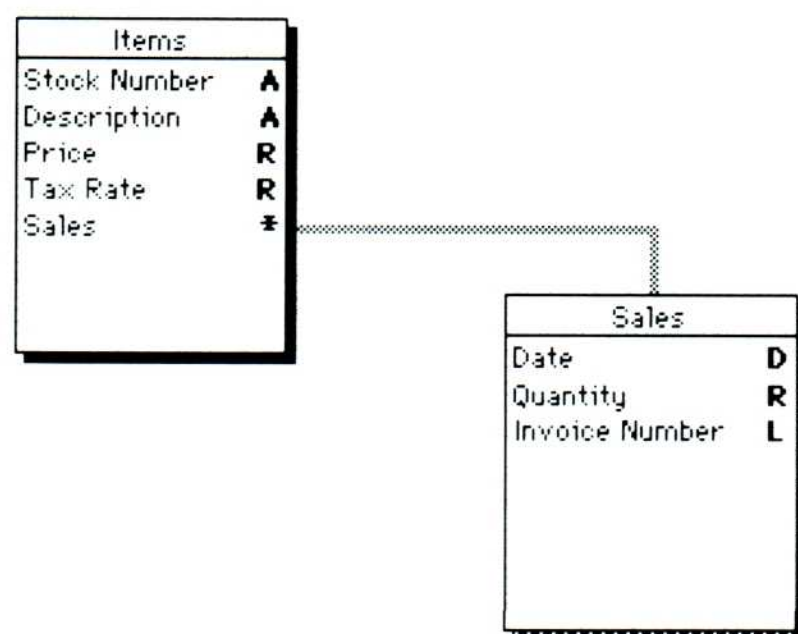 Items
Stock Number A
Description A
Price R
Tax Rate R
Sales *
Sales
Date D
Quantity R
Invoice Number L